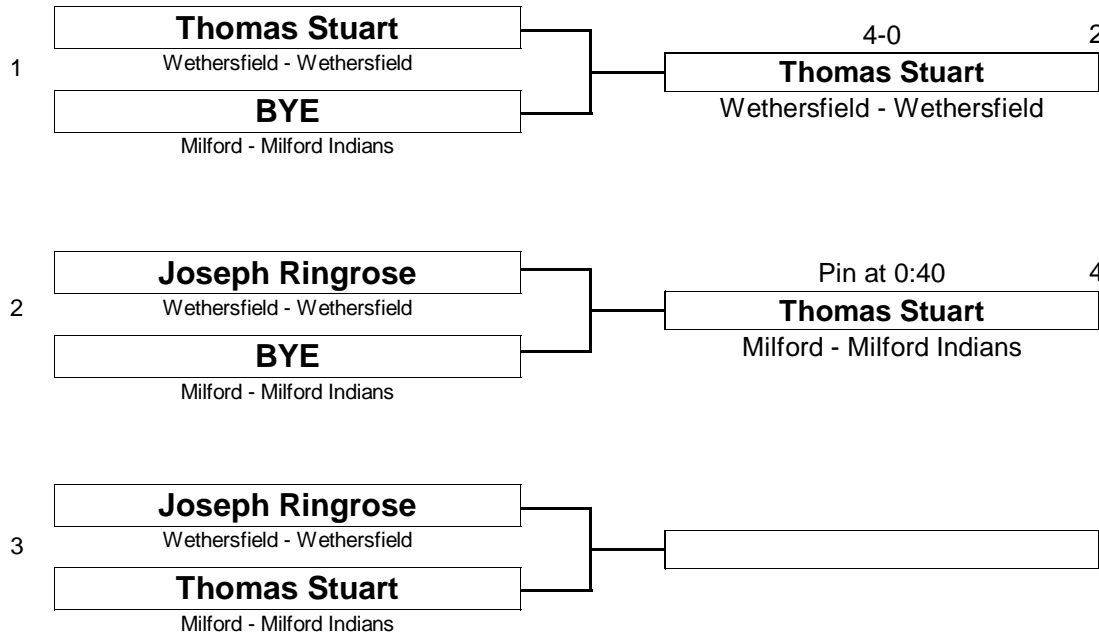 Thomas Stuart
4-0
2
1
Wethersfield - Wethersfield
Thomas Stuart
BYE
Wethersfield - Wethersfield
Milford - Milford Indians
Joseph Ringrose
Pin at 0:40
4
2
Wethersfield - Wethersfield
Thomas Stuart
BYE
Milford - Milford Indians
Milford - Milford Indians
Joseph Ringrose
3
Wethersfield - Wethersfield
Thomas Stuart
Milford - Milford Indians